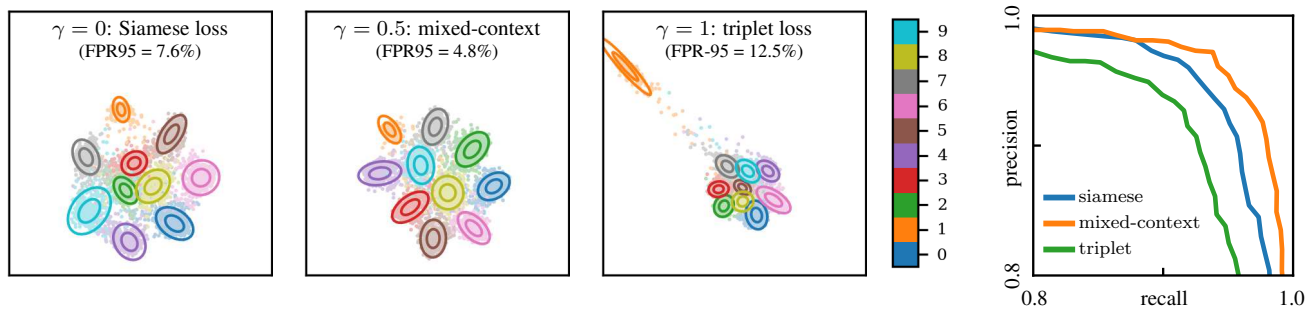 γ = 0: Siamese loss
(FPR95 = 7.6%)
γ = 0.5: mixed-context
(FPR95 = 4.8%)
γ = 1: triplet loss
(FPR-95 = 12.5%)
9
8
7
6
5
4
3
2
1
0
1.0
precision
0.8
siamese
mixed-context
triplet
0.8
recall
1.0